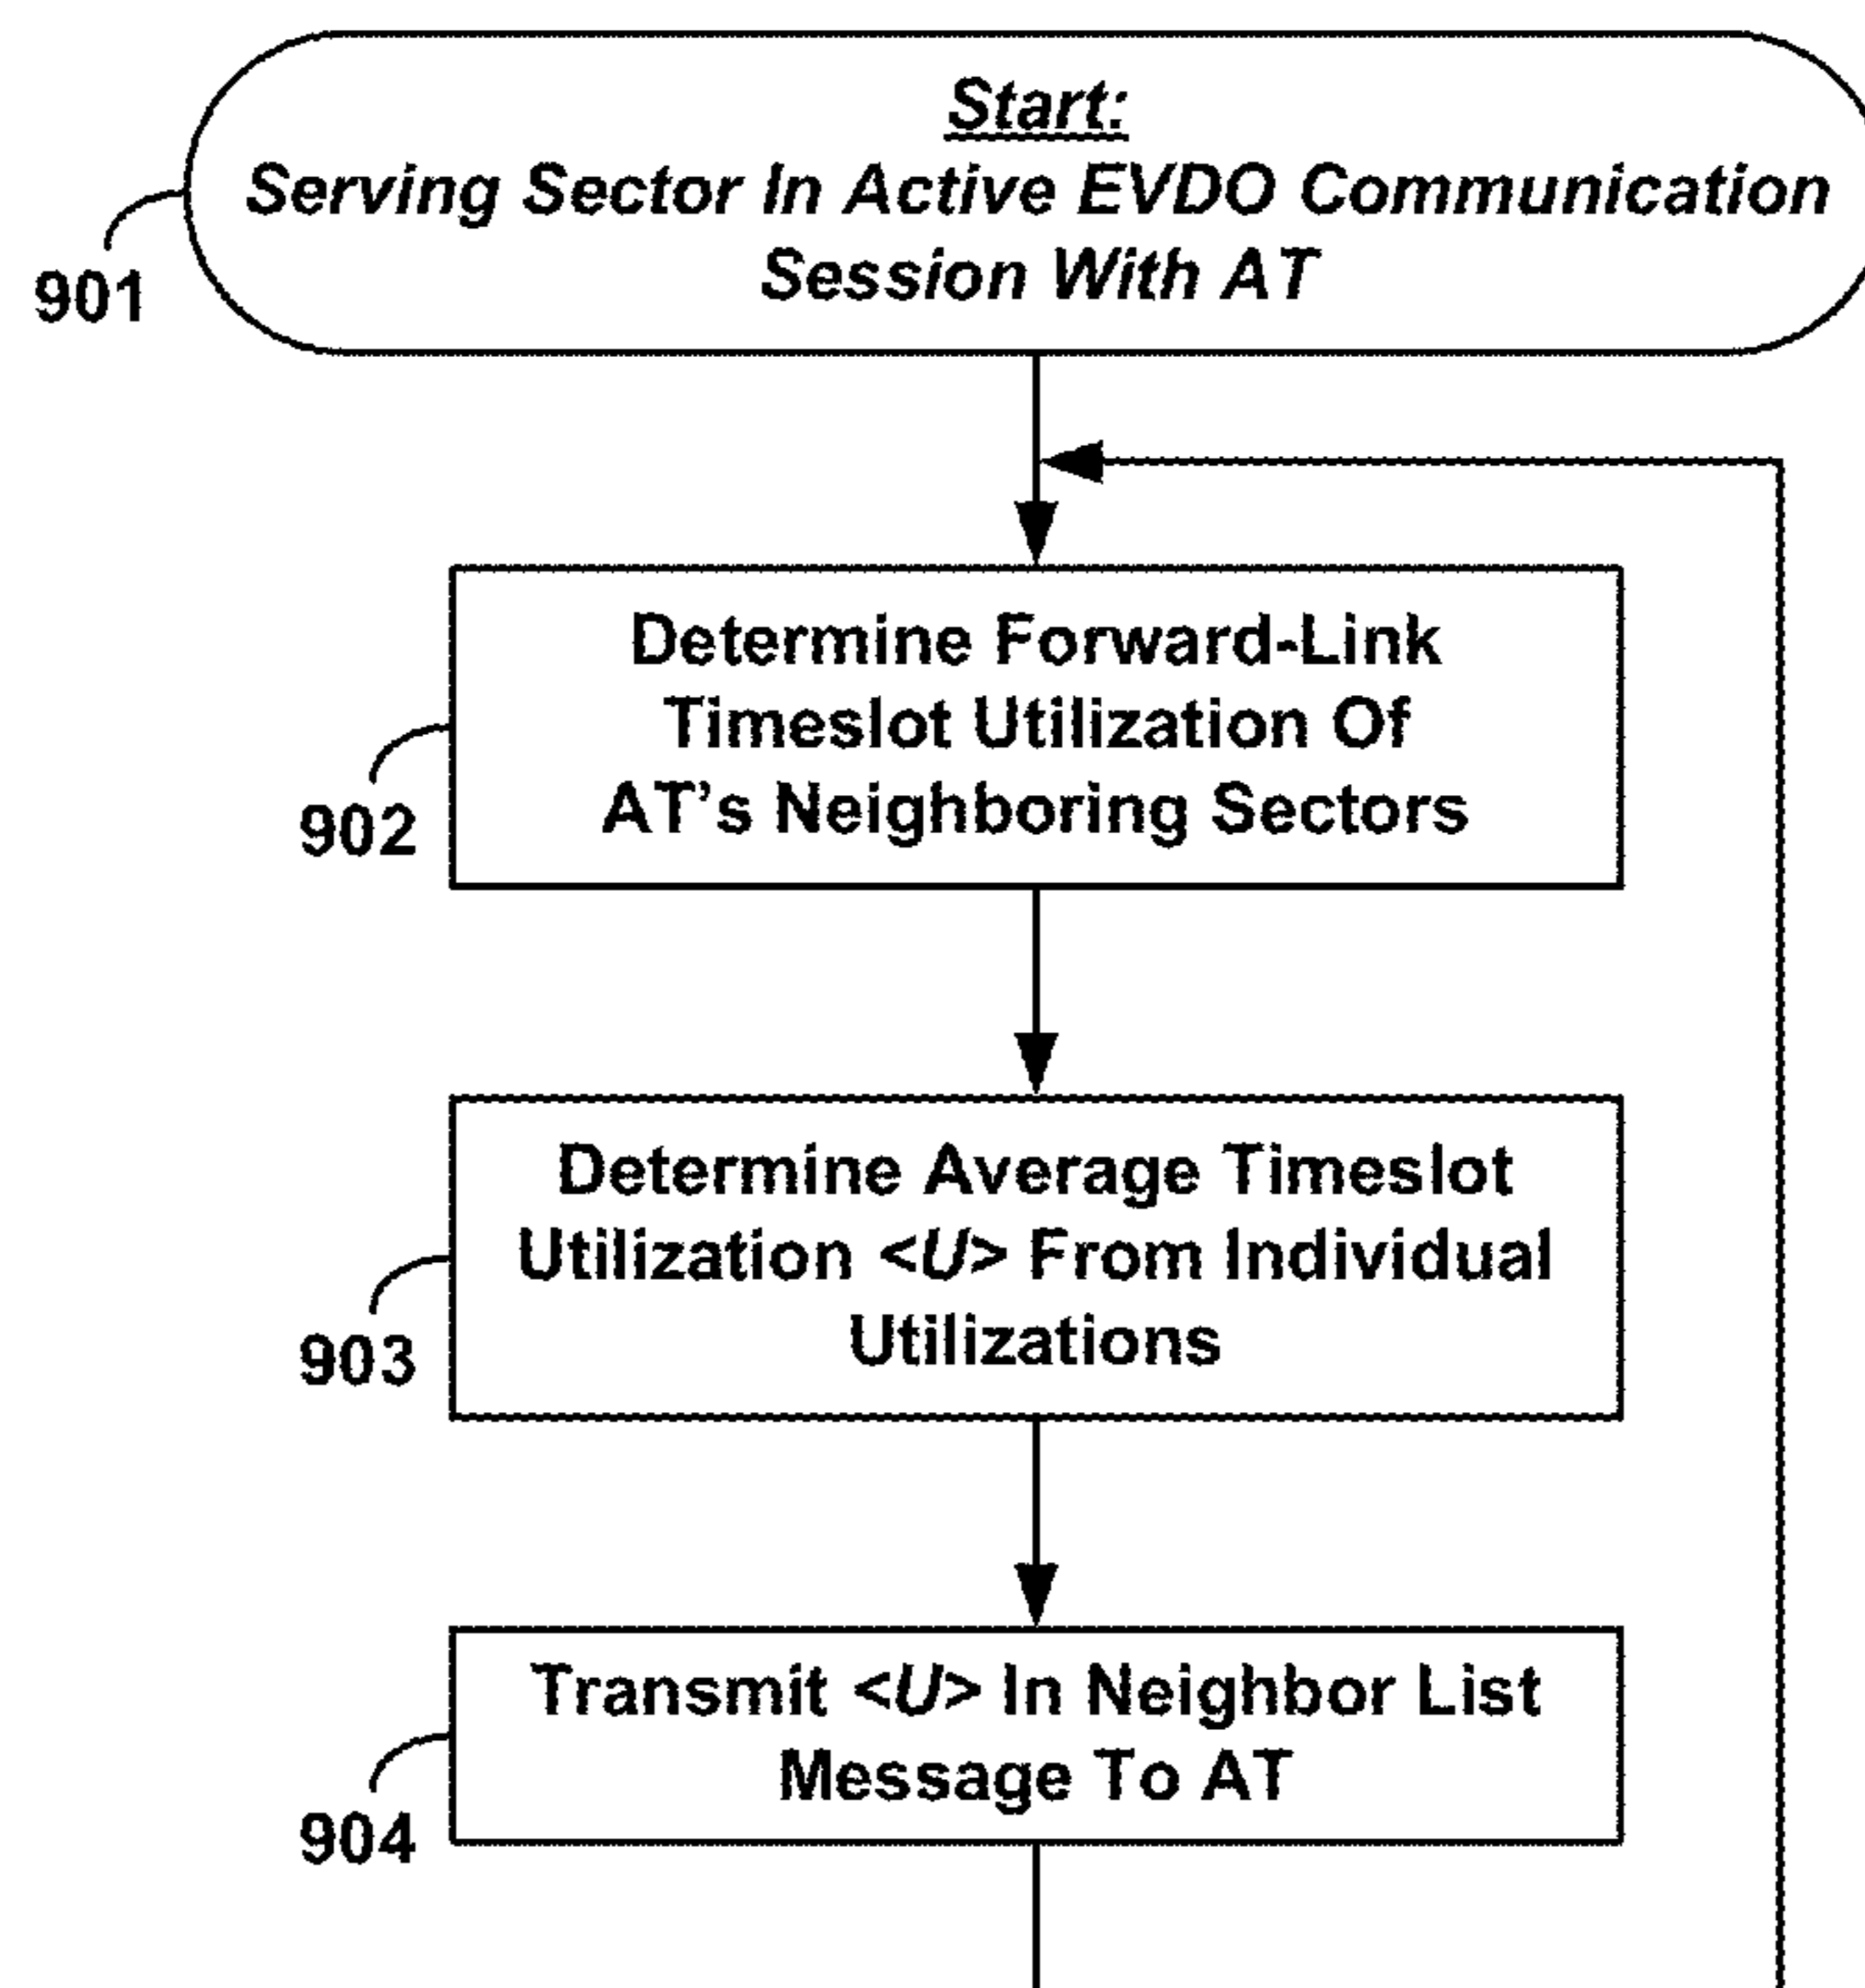 Start:
Serving Sector In Active EVDO Communication
Session With AT
901
Determine Forward-Link
Timeslot Utilization Of
AT's Neighboring Sectors
902
Determine Average Timeslot
Utilization <U> From Individual
Utilizations
903
Transmit <U> In Neighbor List
Message To AT
904